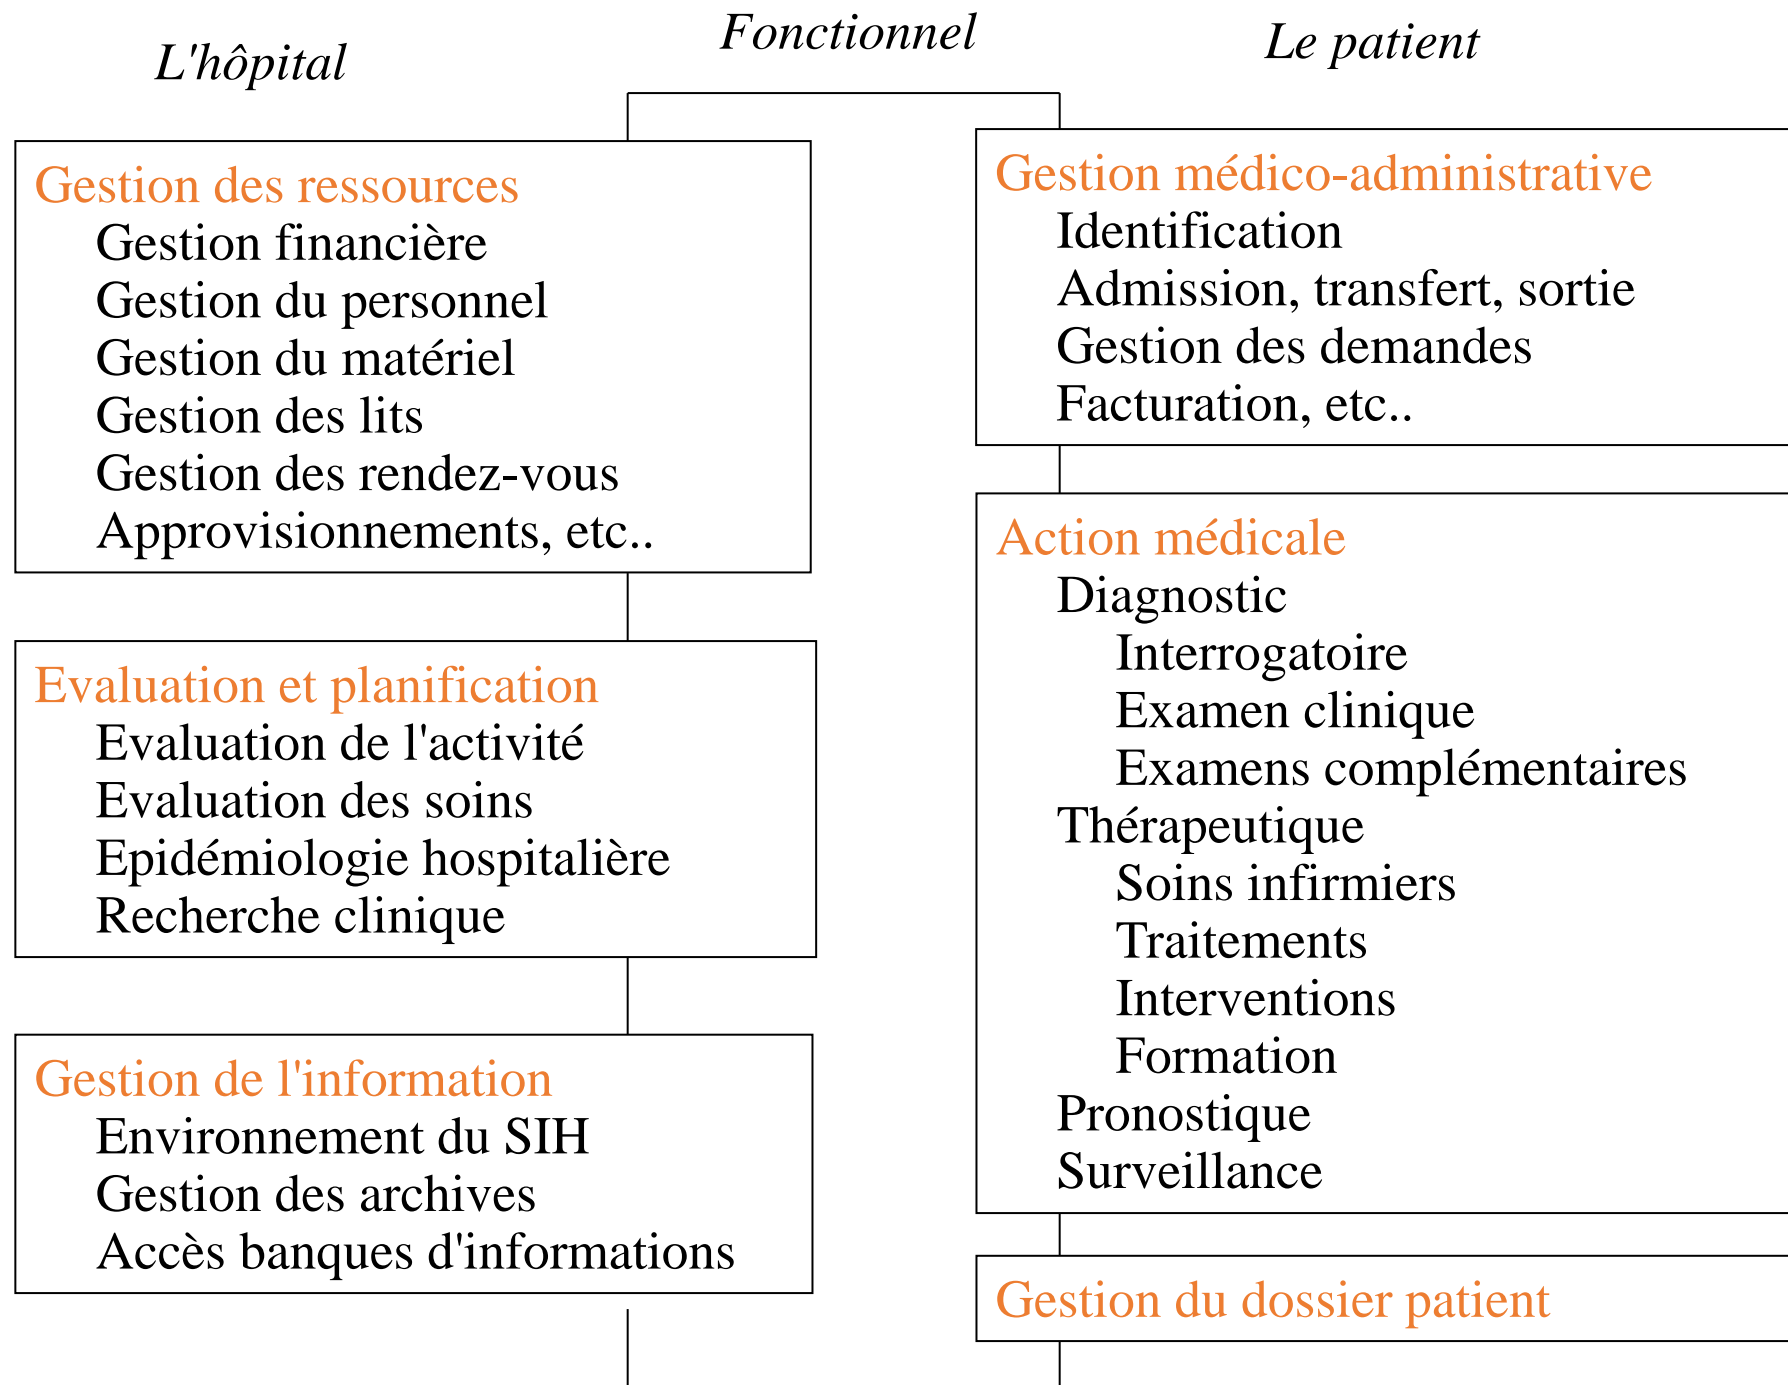 L'hôpital
Fonctionnel
Le patient
Gestion des ressources
Gestion financière
Gestion du personnel
Gestion du matériel
Gestion des lits
Gestion des rendez-vous
Approvisionnements, etc..
Evaluation et planification
Evaluation de l'activité
Evaluation des soins
Epidémiologie hospitalière
Recherche clinique
Gestion de l'information
Environnement du SIH
Gestion des archives
Accès banques d'informations
Gestion médico-administrative
Identification
Admission, transfert, sortie
Gestion des demandes
Facturation, etc..
Action médicale
Diagnostic
Interrogatoire
Examen clinique
Examens complémentaires
Thérapeutique
Soins infirmiers
Traitements
Interventions
Formation
Pronostique
Surveillance
Gestion du dossier patient